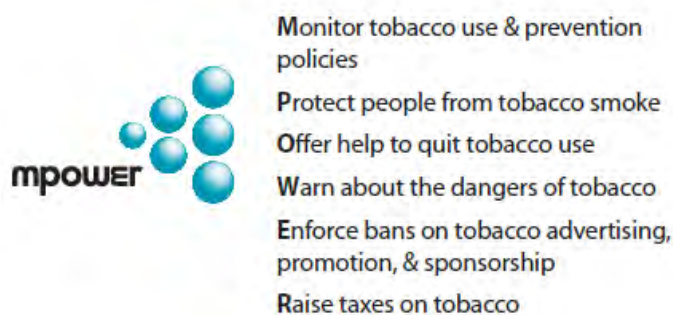 Monitor tobacco use & prevention
policies
Protect people from tobacco smoke
Offer help to quit tobacco use
mpower
Warn about the dangers of tobacco
Enforce bans on tobacco advertising,
promotion, & sponsorship
Raise taxes on tobacco